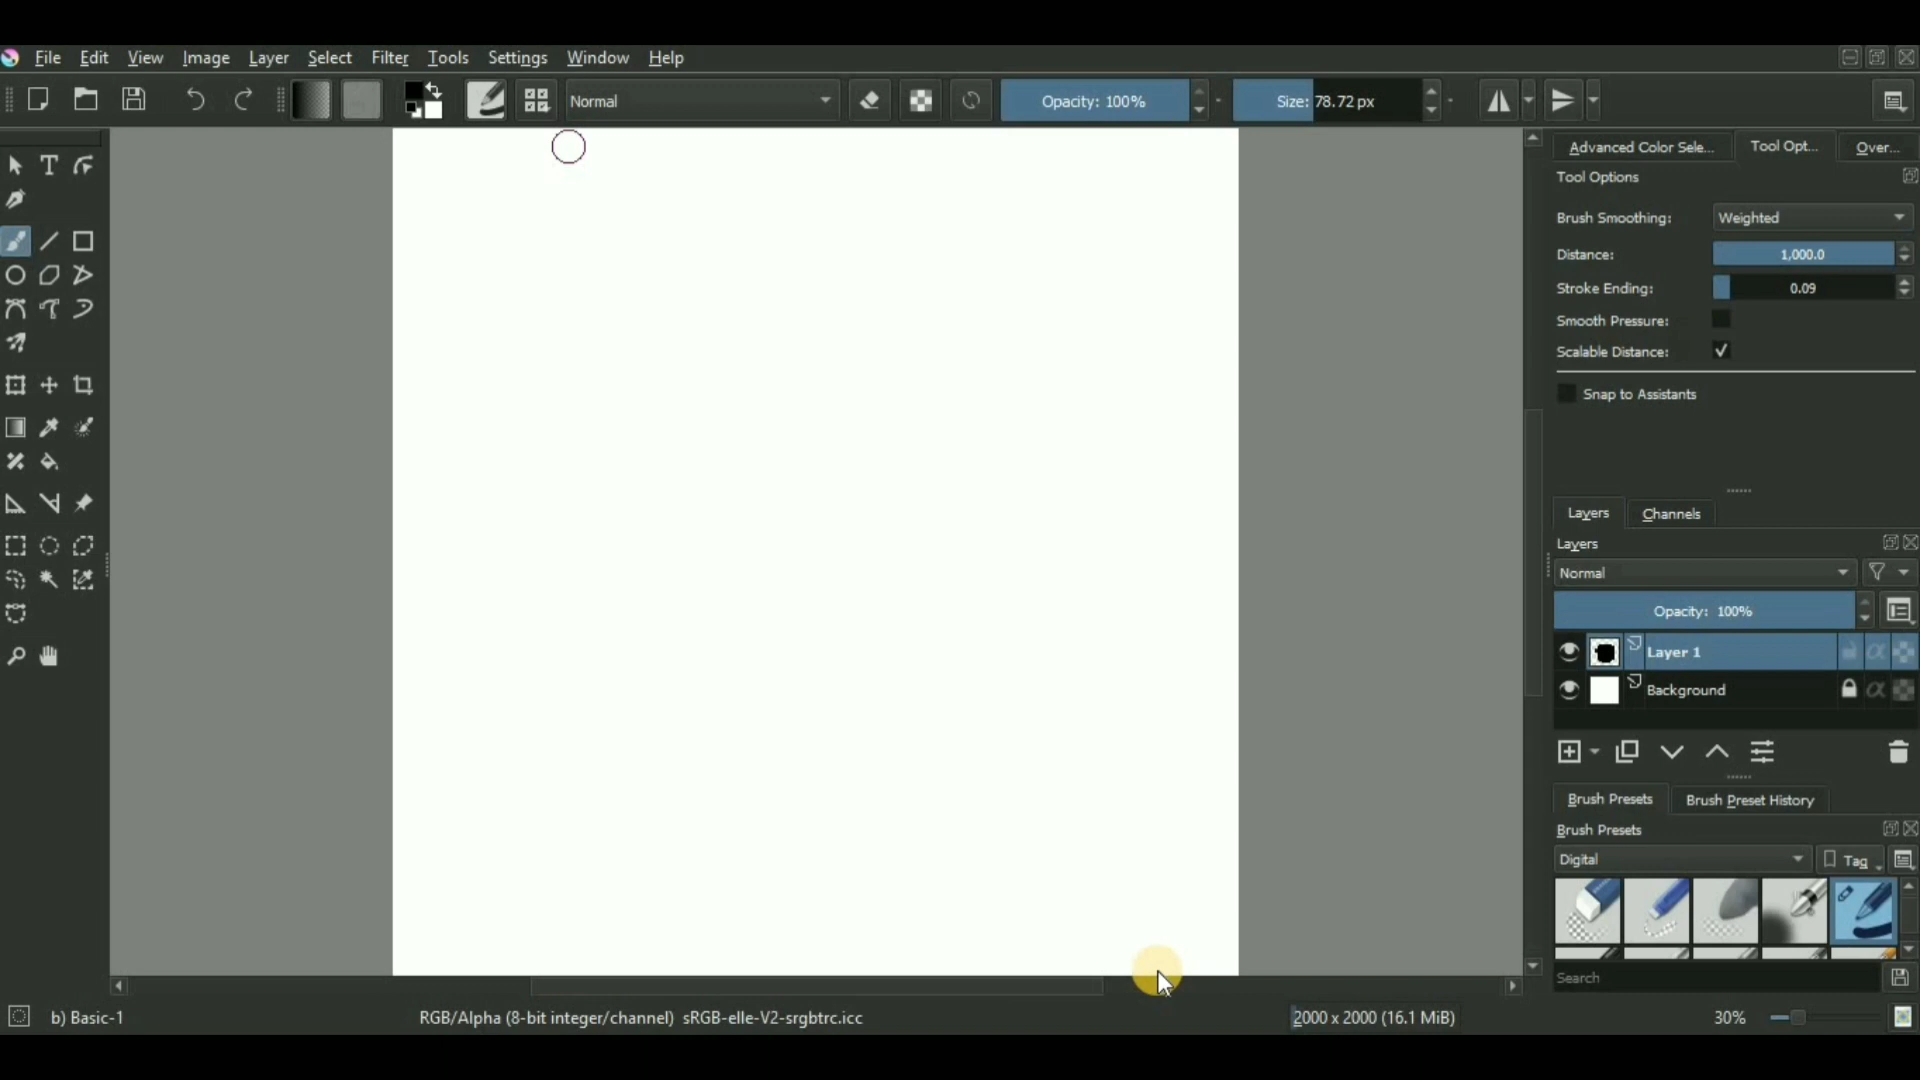 File Edit View Image Layer Select Filter Tools Settings Window Help
Normal Opacity: 100% Size: 78.72 px
Advanced Color Sele... Tool Opt... Over...
Tool Options
Brush Smoothing: Weighted
Distance: 1,000.0
Stroke Ending: 0.09
Smooth Pressure:
Scalable Distance:
Snap to Assistants
Layers Channels
Layers
Normal
Opacity: 100%
Layer 1
Background
Brush Presets Brush Preset History
Brush Presets
Digital Tag
Search
b) Basic-1 RGB/Alpha (8-bit integer/channel) sRGB-elle-V2-srgbtrc.icc 2000 x 2000 (16.1 MiB) 30%